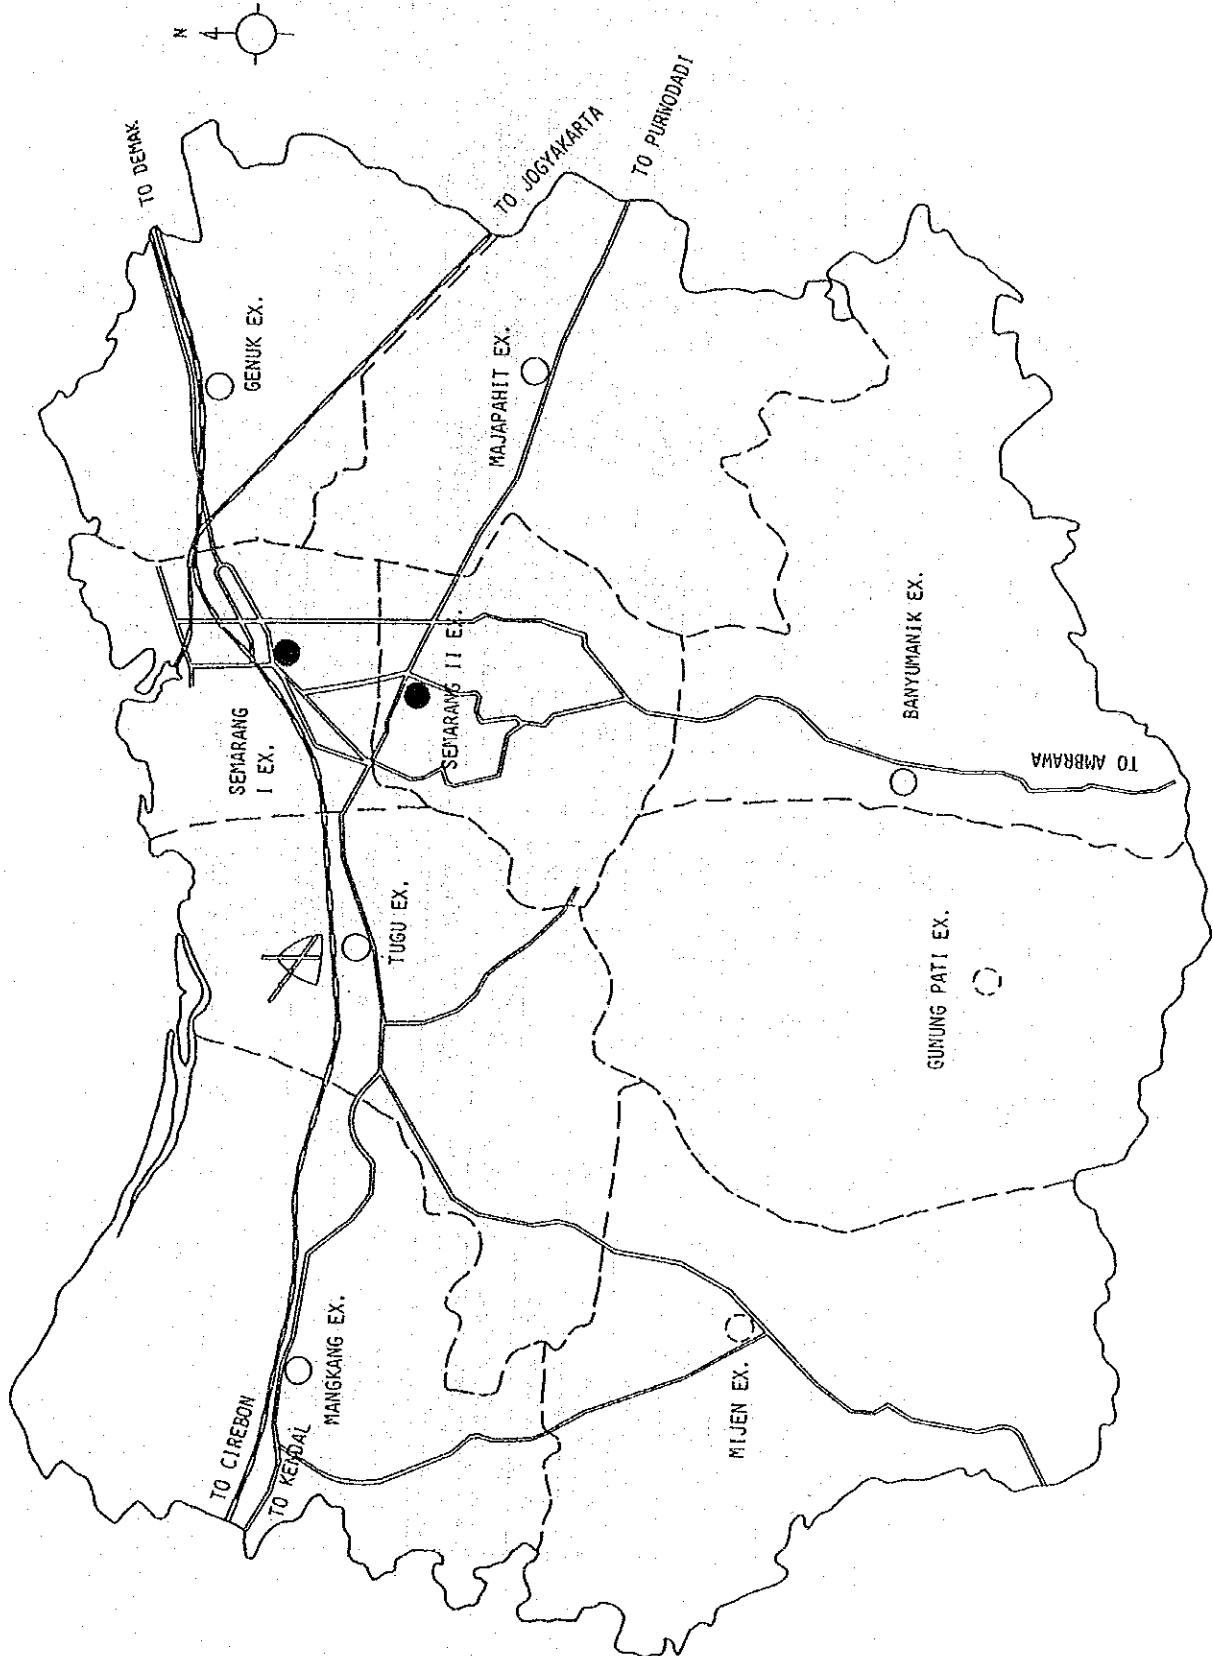 N
TO DEMAK
TO JOGYAKARTA
TO PURWODADI
GENUK EX.
MAJAPAHIT EX.
SEMARANG
I EX.
SEMARANG II EX.
BANYUMANIK EX.
TO AMBRAWA
TUGU EX.
GUNUNG PATI EX.
MANGKANG EX.
MIJEN EX.
TO CIREBON
TO KENDAL